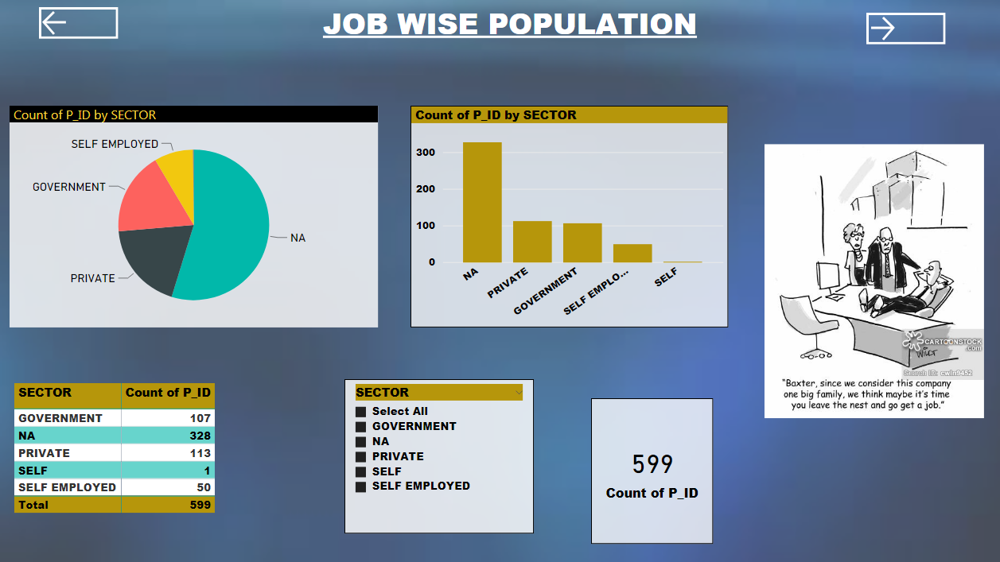 JOB WISE POPULATION
Count of P_ID by SECTOR
SELF EMPLOYED
GOVERNMENT
PRIVATE
NA
Count of P_ID by SECTOR
300
200
100
0
NA
PRIVATE
GOVERNMENT
SELF EMPLO...
SELF
WILDT
CARTOONSTOCK
.com
Search ID: cwln9452
"Baxter, since we consider this company
one big family, we think maybe it's time
you leave the nest and go get a job."
SECTOR Count of P_ID
GOVERNMENT 107
NA 328
PRIVATE 113
SELF 1
SELF EMPLOYED 50
Total 599
SECTOR
Select All
GOVERNMENT
NA
PRIVATE
SELF
SELF EMPLOYED
599
Count of P_ID